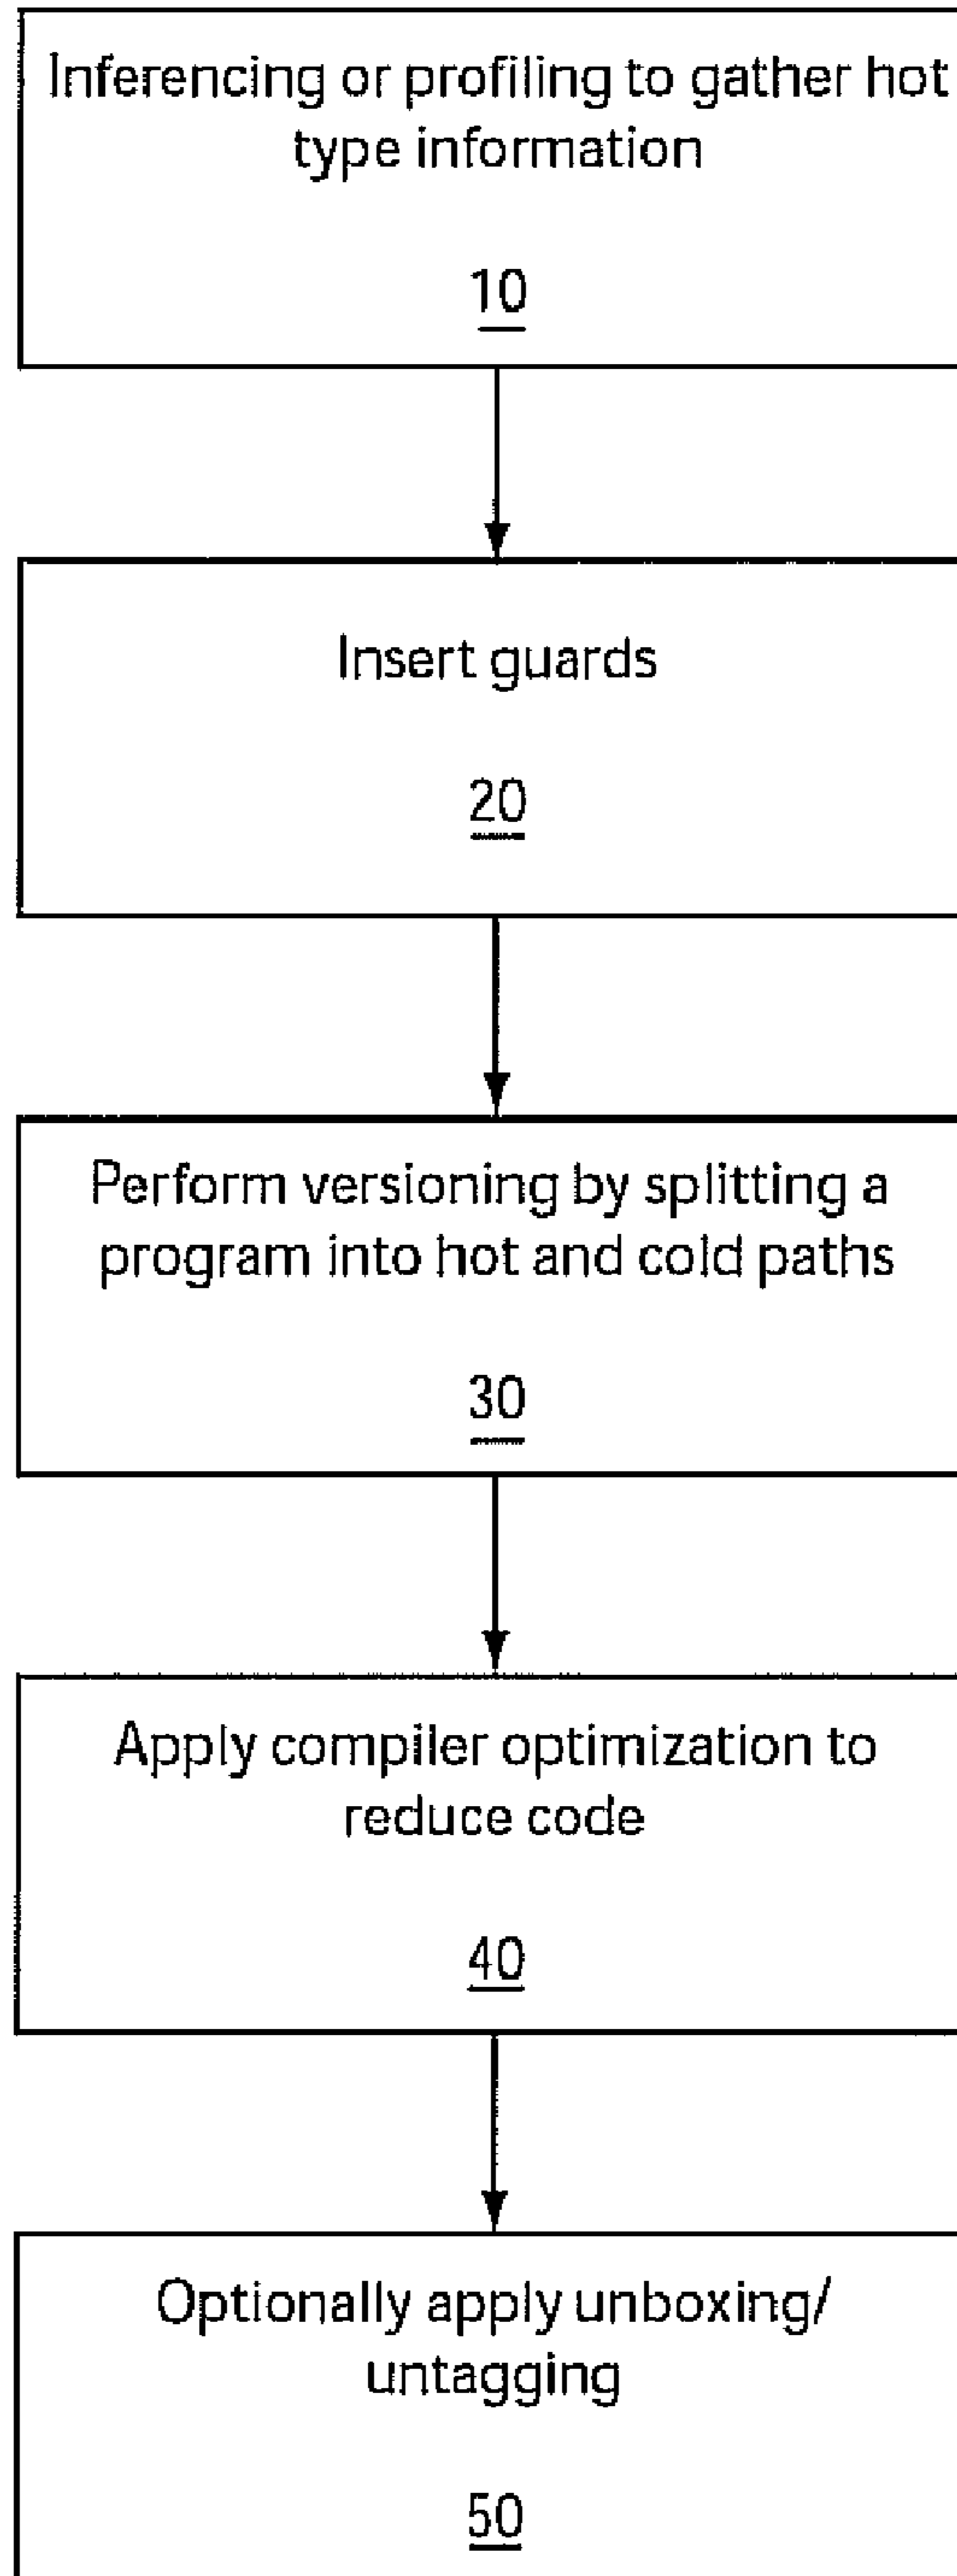 Inferencing or profiling to gather hot
type information
10
Insert guards
20
Perform versioning by splitting a
program into hot and cold paths
30
Apply compiler optimization to
reduce code
40
Optionally apply unboxing/
untagging
50